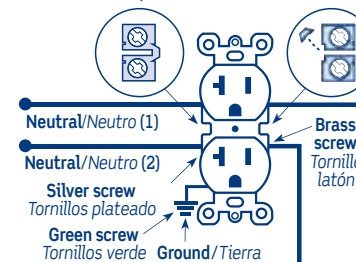 Neutral/Neutro (1)
Neutral/Neutro (2)
Silver screw
Tornillos plateado
Green screw
Tornillos verde
Ground/Tierra
Brass
screw
Tornillo
latón